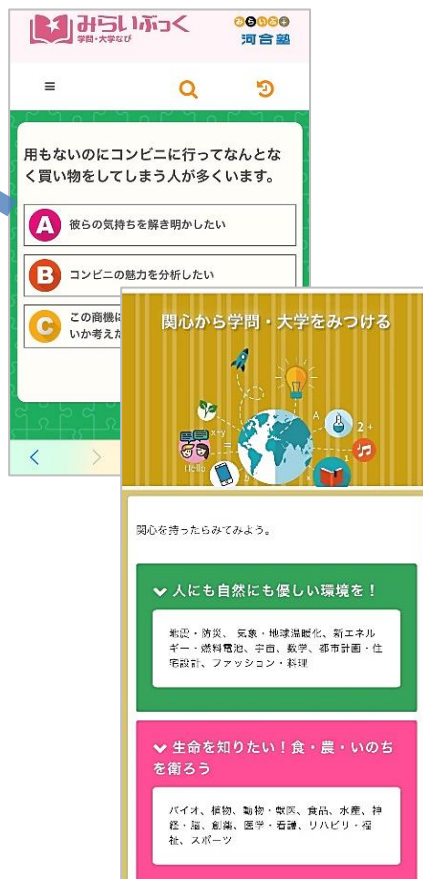 みらいぶっく
学問・大学なび
みらいぶっ
河合塾
用もないのにコンビニに行ってなんとな
く買い物をしてしまう人が多くいます。
A 彼らの気持ちを解き明かしたい
B コンビニの魅力を分析したい
C この商機に
いか考えた
関心から学問・大学をみつける
A
2+
x+y
=
Hello
関心を持ったらみてみよう。
人にも自然にも優しい環境を！
地震・防災、気象・地球温暖化、新エネル
ギー・燃料電池、宇宙、数学、都市計画・住
宅設計、ファッション・料理
生命を知りたい！食・農・いのち
を衛ろう
バイオ、植物、動物・獣医、食品、水産、神
経・脳、創薬、医学・看護、リハビリ・福
祉、スポーツ